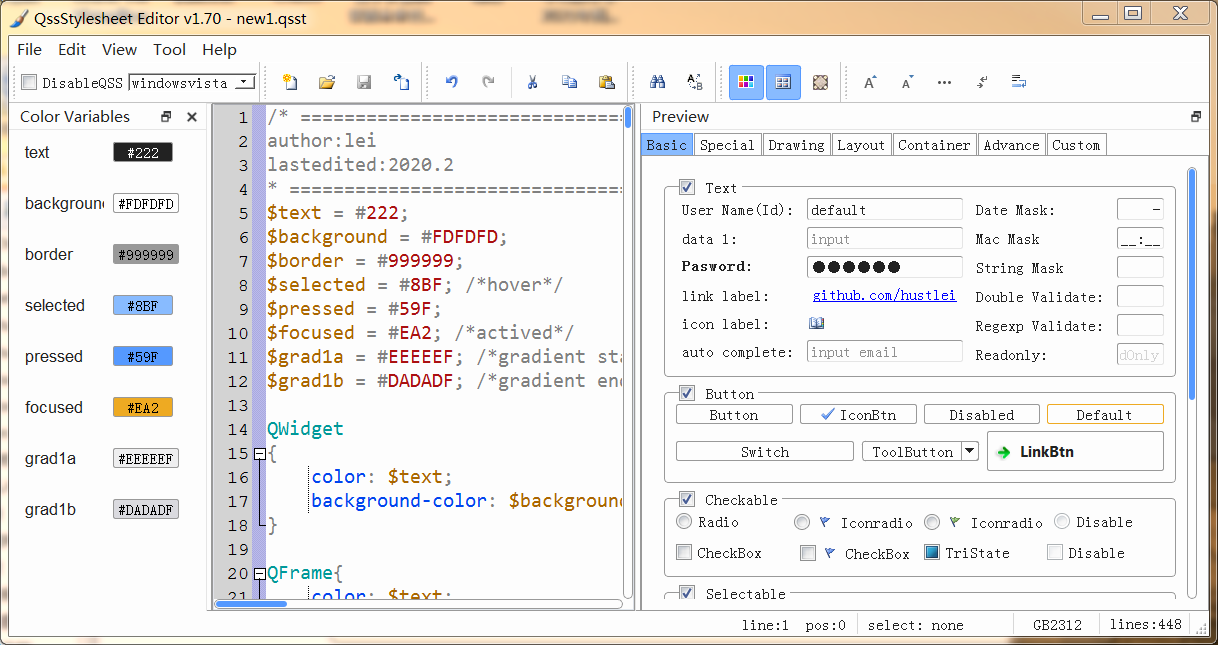 QssStylesheet Editor v1.70 - new1.qsst
File Edit View Tool Help
DisableQSS windowsvista
Color Variables
text #222
backgroun #FDFDFD
border #999999
selected #8BF
pressed #59F
focused #EA2
grad1a #EEEEEF
grad1b #DADADF
1 /* ==============================
2 author:lei
3 lastedited:2020.2
4 * ===============================
5 $text = #222;
6 $background = #FDFDFD;
7 $border = #999999;
8 $selected = #8BF; /*hover*/
9 $pressed = #59F;
10 $focused = #EA2; /*actived*/
11 $grad1a = #EEEEEF; /*gradient sta
12 $grad1b = #DADADF; /*gradient end
13
14 QWidget
15 {
16 color: $text;
17 background-color: $background
18 }
19
20 QFrame{
21 color: $text;
Preview
Basic Special Drawing Layout Container Advance Custom
Text
User Name(Id): default Date Mask: -
data 1: input Mac Mask __:__
Pasword: ●●●●●● String Mask
link label: github.com/hustlei Double Validate:
icon label: Regexp Validate:
auto complete: input email Readonly: dOnly
Button
Button IconBtn Disabled Default
Switch ToolButton LinkBtn
Checkable
Radio Iconradio Iconradio Disable
CheckBox CheckBox TriState Disable
Selectable
line:1 pos:0 select: none GB2312 lines:448